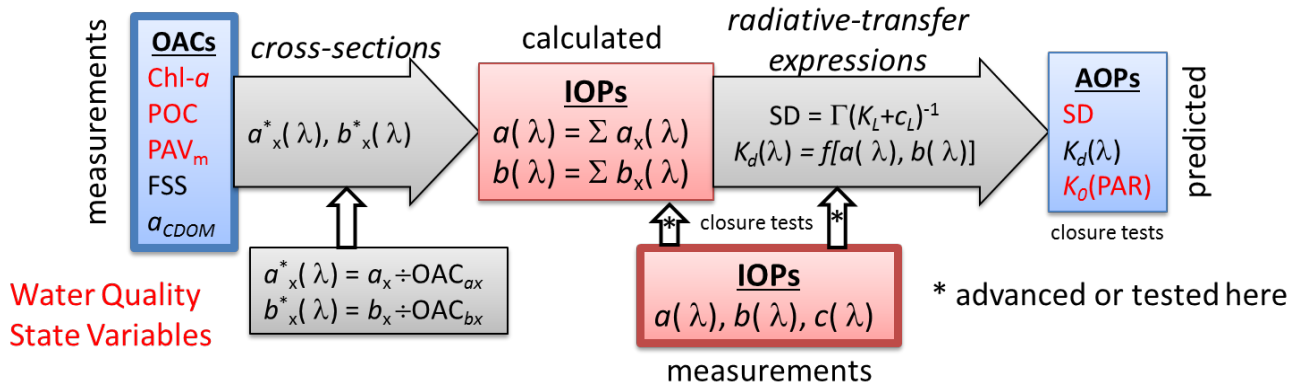 measurements
OACs
Chl-a
POC
PAVm
FSS
aCDOM
cross-sections
a*x(λ), b*x(λ)
a*x(λ) = ax ÷OACax
b*x(λ) = bx ÷OACbx
calculated
IOPs
a( λ) = Σ ax(λ)
b( λ) = Σ bx(λ)
radiative-transfer
expressions
SD = Γ(KL+cL)-1
Kd(λ) = f[a( λ), b( λ)]
AOPs
SD
Kd(λ)
K0(PAR)
predicted
closure tests
* closure tests *
IOPs
a( λ), b( λ), c( λ)
measurements
* advanced or tested here
Water Quality
State Variables